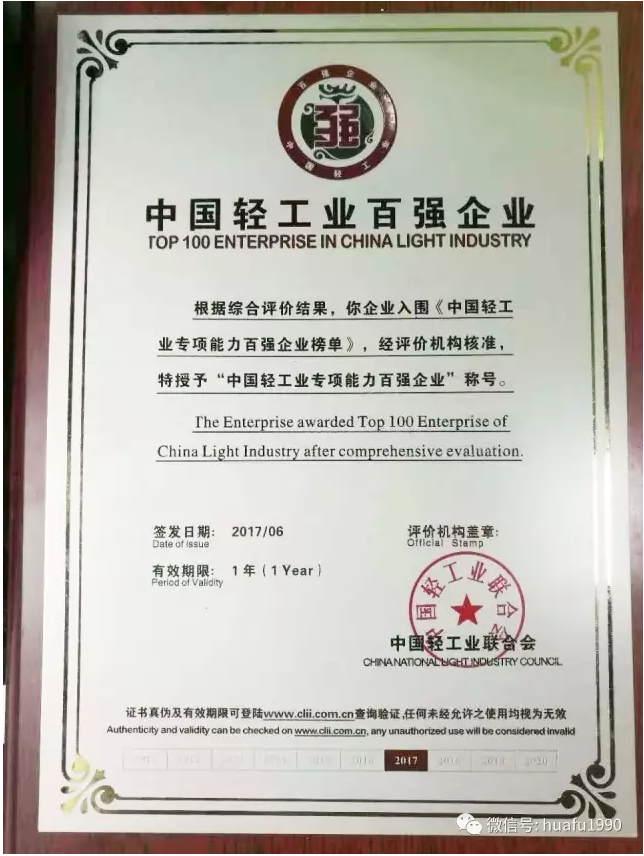 强
中国轻工业百强企业
TOP 100 ENTERPRISE IN CHINA LIGHT INDUSTRY
根据综合评价结果，你企业入围《中国轻工
业专项能力百强企业榜单》，经评价机构核准，
特授予“中国轻工业专项能力百强企业”称号。
The Enterprise awarded Top 100 Enterprise of
China Light Industry after comprehensive evaluation.
签发日期: 2017/06
Date of Issue
评价机构盖章:
Official Stamp
有效期限: 1年（1 Year）
Period of Validity
中国轻工业联合会
中国轻工业联合会
CHINA NATIONAL LIGHT INDUSTRY COUNCIL
证书真伪及有效期限可登陆www.clii.com.cn查询验证,任何未经允许之使用均视为无效
Authenticity and validity can be checked on www.clii.com.cn, any unauthorized use will be considered invalid
2017 2018 2019 2020
微信号: huafu1990